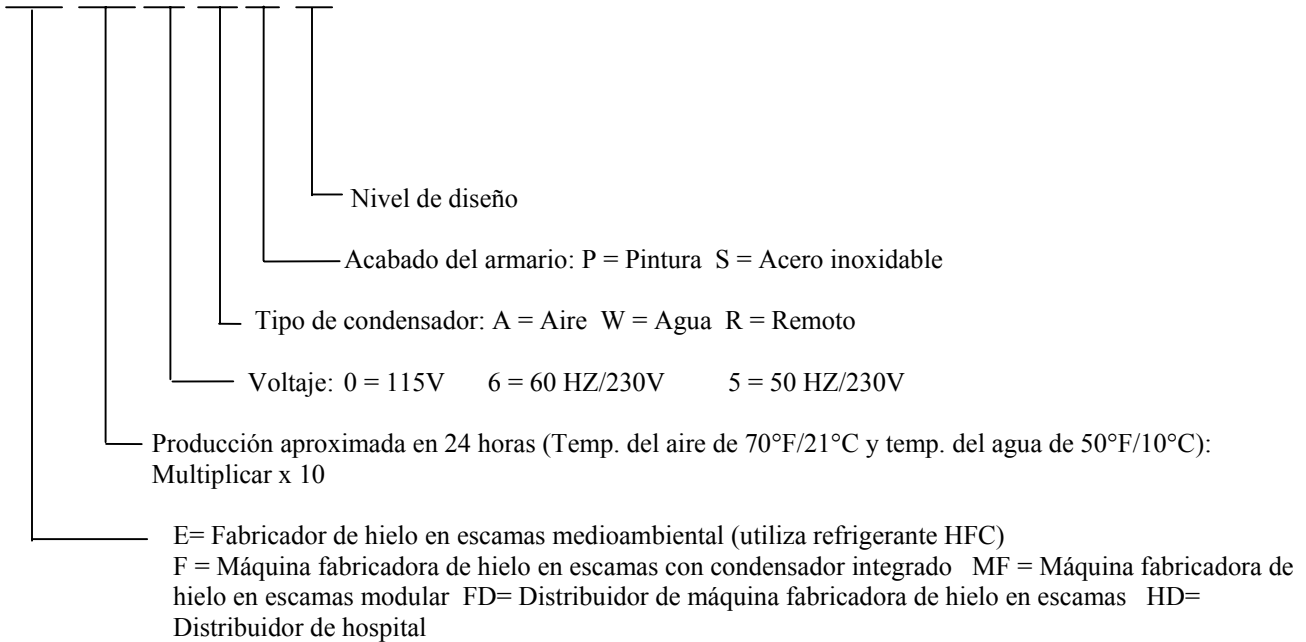 Nivel de diseño
Acabado del armario: P = Pintura S = Acero inoxidable
Tipo de condensador: A = Aire W = Agua R = Remoto
Voltaje: 0 = 115V 6 = 60 HZ/230V 5 = 50 HZ/230V
Producción aproximada en 24 horas (Temp. del aire de 70°F/21°C y temp. del agua de 50°F/10°C):
Multiplicar x 10
E= Fabricador de hielo en escamas medioambiental (utiliza refrigerante HFC)
F = Máquina fabricadora de hielo en escamas con condensador integrado MF = Máquina fabricadora de
hielo en escamas modular FD= Distribuidor de máquina fabricadora de hielo en escamas HD=
Distribuidor de hospital